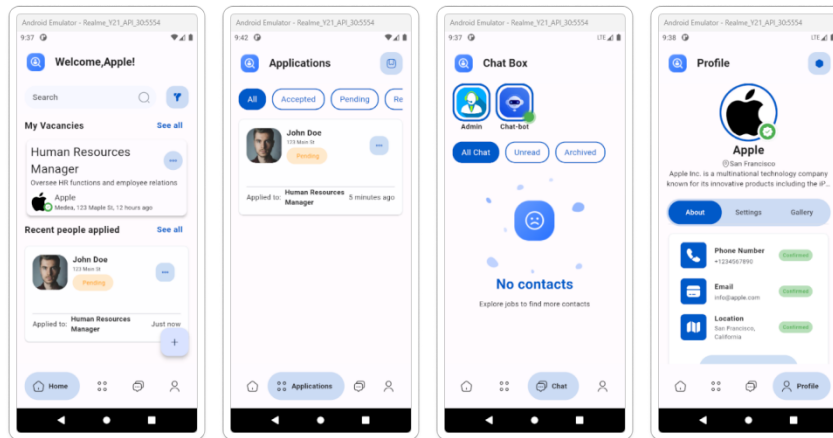 Android Emulator - Realme_Y21_API_30:5554
9:37
Welcome,Apple!
Search
My Vacancies
See all
Human Resources
Manager
Oversee HR functions and employee relations
Apple
Medea, 123 Maple St, 12 hours ago
Recent people applied
See all
John Doe
123 Main St
Pending
Applied to:
Human Resources
Manager
Just now
+
Home
Android Emulator - Realme_Y21_API_30:5554
9:42
Applications
All
Accepted
Pending
Re
John Doe
123 Main St
Pending
Applied to:
Human Resources
Manager
5 minutes ago
Applications
Android Emulator - Realme_Y21_API_30:5554
9:37
LTE
Chat Box
Admin
Chat-bot
All Chat
Unread
Archived
No contacts
Explore jobs to find more contacts
Chat
Android Emulator - Realme_Y21_API_30:5554
9:38
LTE
Profile
Apple
San Francisco
Apple Inc. is a multinational technology company
known for its innovative products including the iP...
About
Settings
Gallery
Phone Number
+1234567890
Confirmed
Email
info@apple.com
Confirmed
Location
San Francisco,
California
Confirmed
Profile